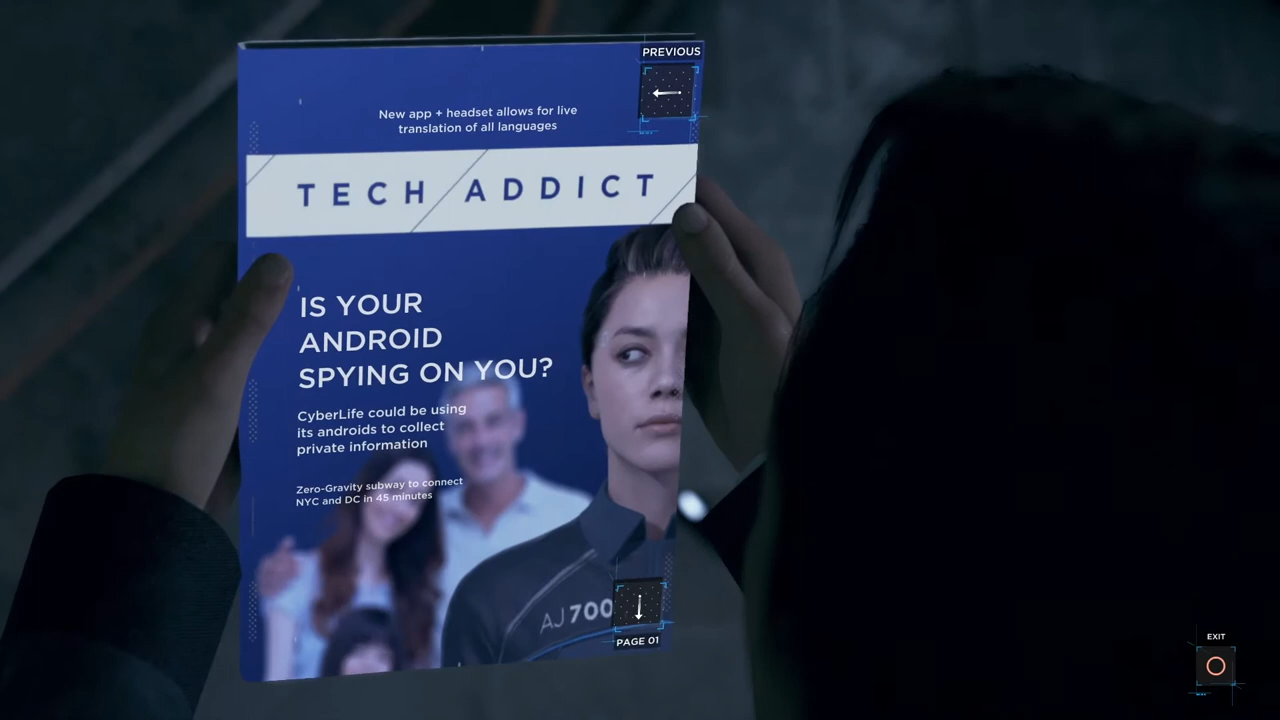 PREVIOUS
New app + headset allows for live
translation of all languages
TECH ADDICT
IS YOUR
ANDROID
SPYING ON YOU?
CyberLife could be using
its androids to collect
private information
Zero-Gravity subway to connect
NYC and DC in 45 minutes
AJ 700
PAGE 01
EXIT